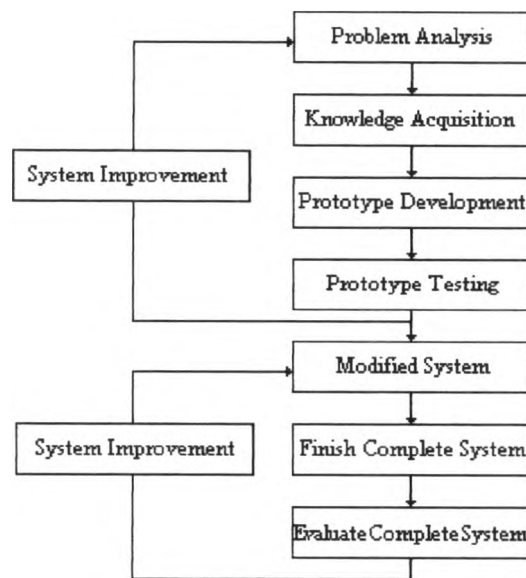 Problem Analysis
Knowledge Acquisition
System Improvement
Prototype Development
Prototype Testing
Modified System
System Improvement
Finish Complete System
Evaluate Complete System